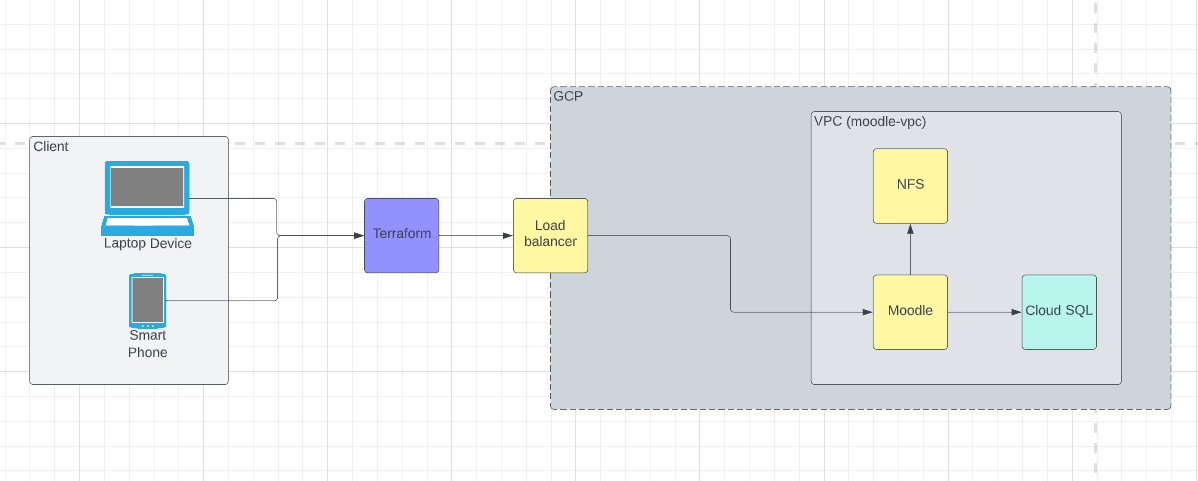 GCP
VPC (moodle-vpc)
Client
NFS
Laptop Device
Terraform
Load
balancer
Smart
Phone
Moodle
Cloud SQL